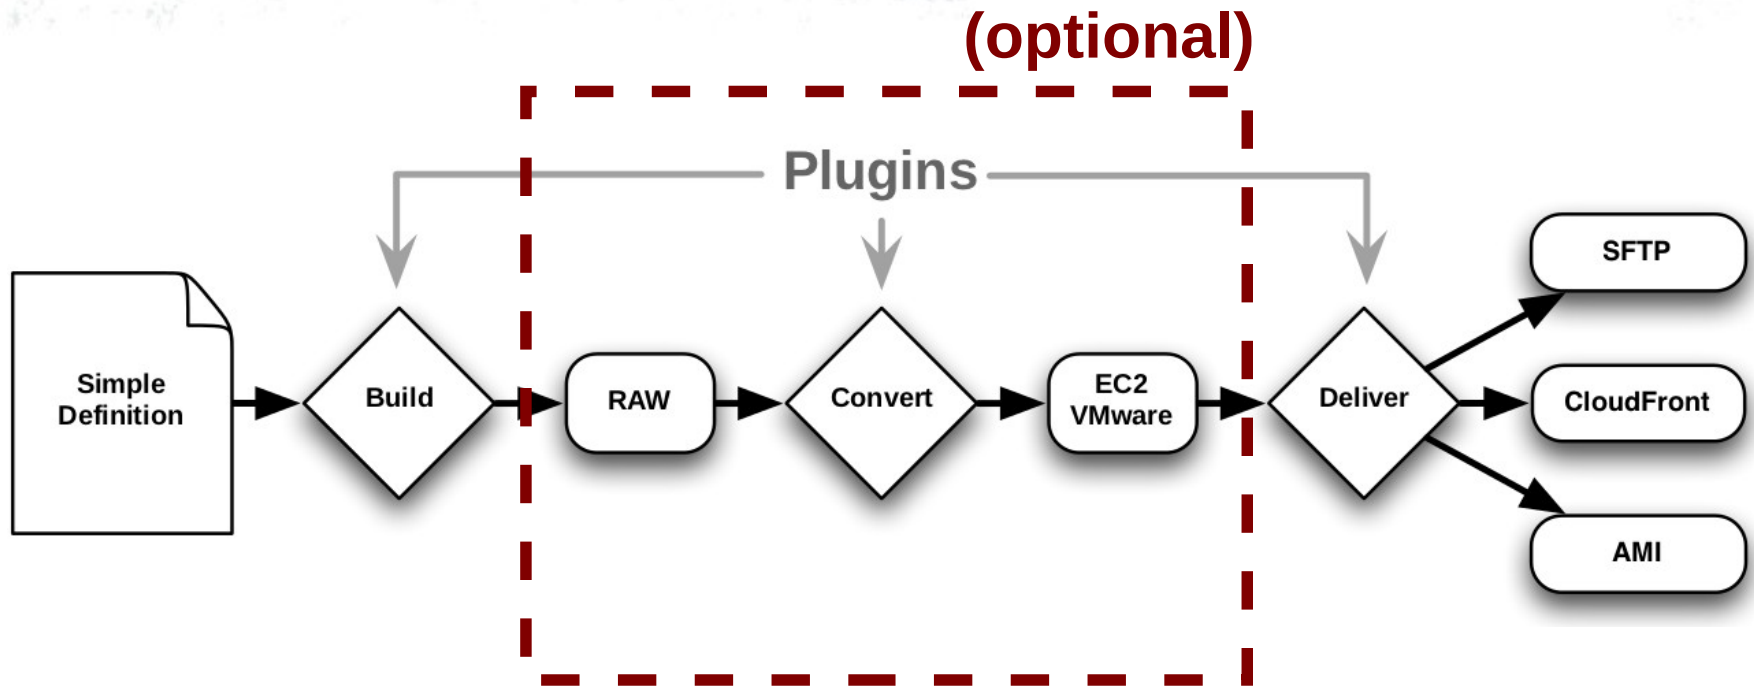 (optional)
Plugins
Simple
Definition
Build
RAW
Convert
EC2
VMware
Deliver
SFTP
CloudFront
AMI